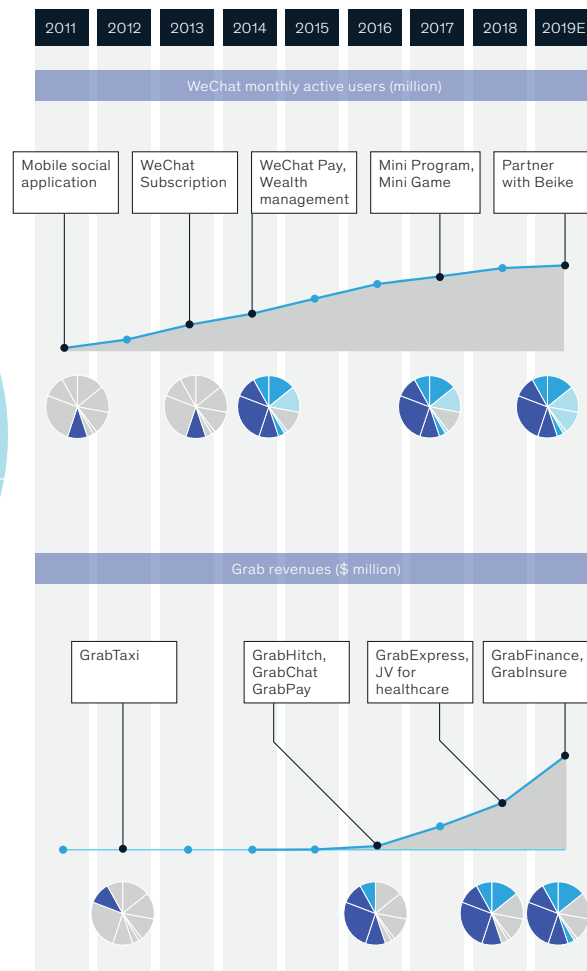 2011 2012 2013 2014 2015 2016 2017 2018 2019E
WeChat monthly active users (million)
Mobile social
application
WeChat
Subscription
WeChat Pay,
Wealth
management
Mini Program,
Mini Game
Partner
with Beike
Grab revenues ($ million)
GrabTaxi
GrabHitch,
GrabChat
GrabPay
GrabExpress,
JV for
healthcare
GrabFinance,
GrabInsure